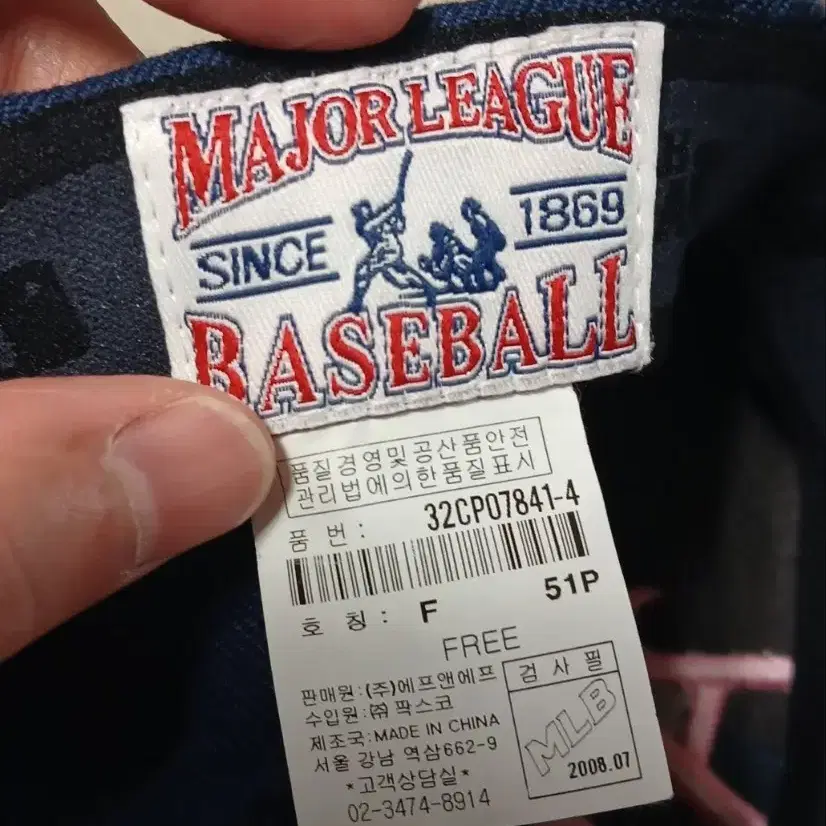 MAJOR LEAGUE
SINCE 1869
BASEBALL
품질경영및공산품안전
관리법에의한품질표시
품 번 : 32CP07841-4
호 칭 : F 51P
FREE
판매원:(주)에프앤에프
수입원:㈜ 팍스코
제조국:MADE IN CHINA
서울 강남 역삼662-9
*고객상담실*
02-3474-8914
검 사 필
MLB
2008.07